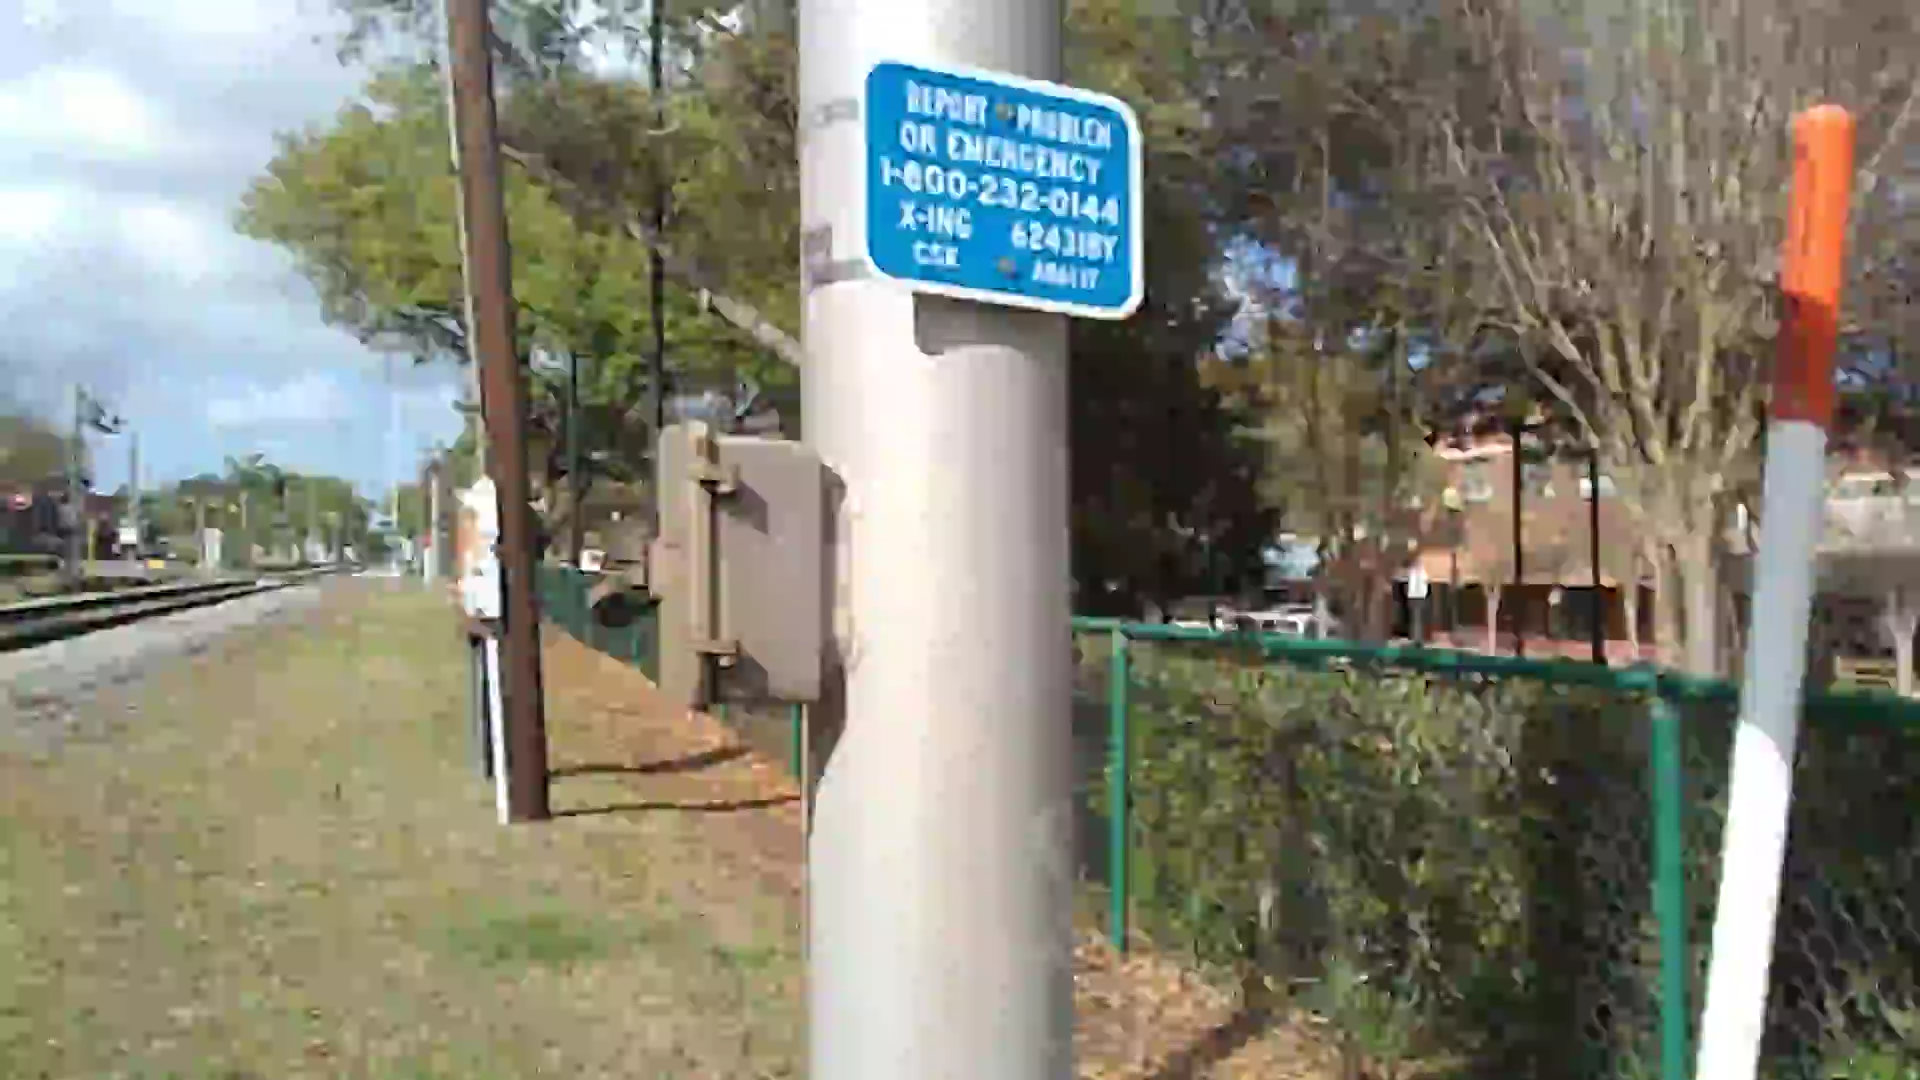 REPORT PROBLEM
OR EMERGENCY
1-800-232-0144
X-ING 624318Y
CSX